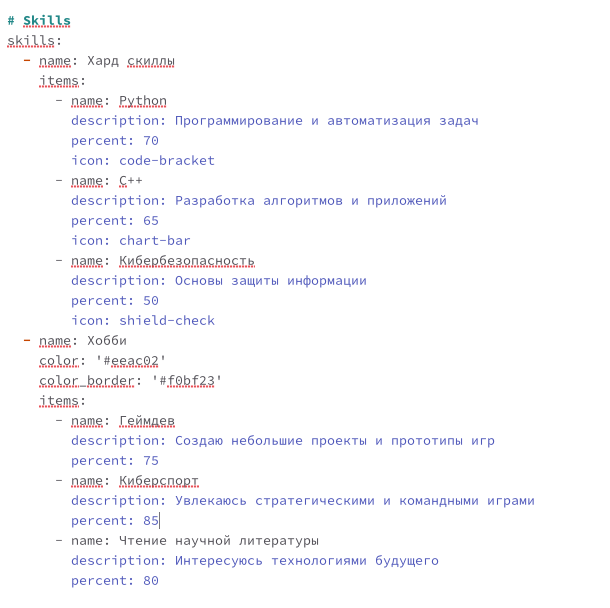 # Skills
skills:
  - name: Хард скиллы
    items:
      - name: Python
        description: Программирование и автоматизация задач
        percent: 70
        icon: code-bracket
      - name: C++
        description: Разработка алгоритмов и приложений
        percent: 65
        icon: chart-bar
      - name: Кибербезопасность
        description: Основы защиты информации
        percent: 50
        icon: shield-check
  - name: Хобби
    color: '#eeac02'
    color_border: '#f0bf23'
    items:
      - name: Геймдев
        description: Создаю небольшие проекты и прототипы игр
        percent: 75
      - name: Киберспорт
        description: Увлекаюсь стратегическими и командными играми
        percent: 85
      - name: Чтение научной литературы
        description: Интересуюсь технологиями будущего
        percent: 80